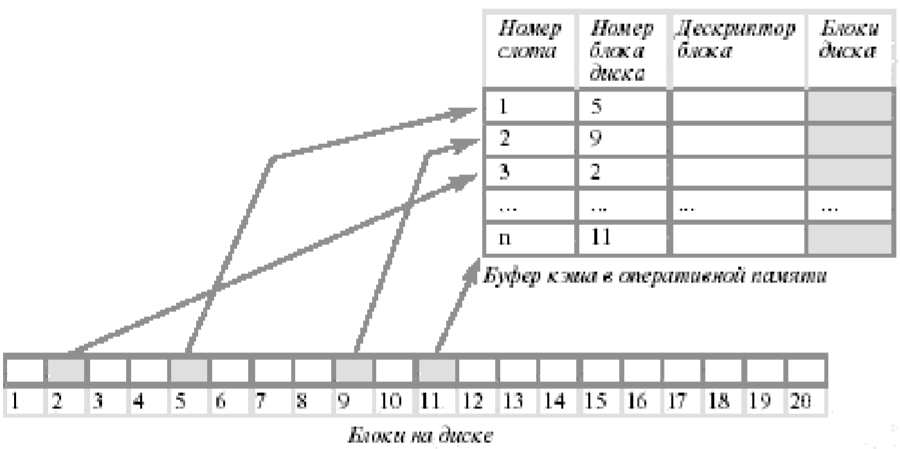 Номер слота Номер блока диска Дескриптор блока Блоки диска
1 5
2 9
3 2
... ... ... ...
n 11
Буфер кэша в оперативной памяти
1 2 3 4 5 6 7 8 9 10 11 12 13 14 15 16 17 18 19 20
Блоки на диске